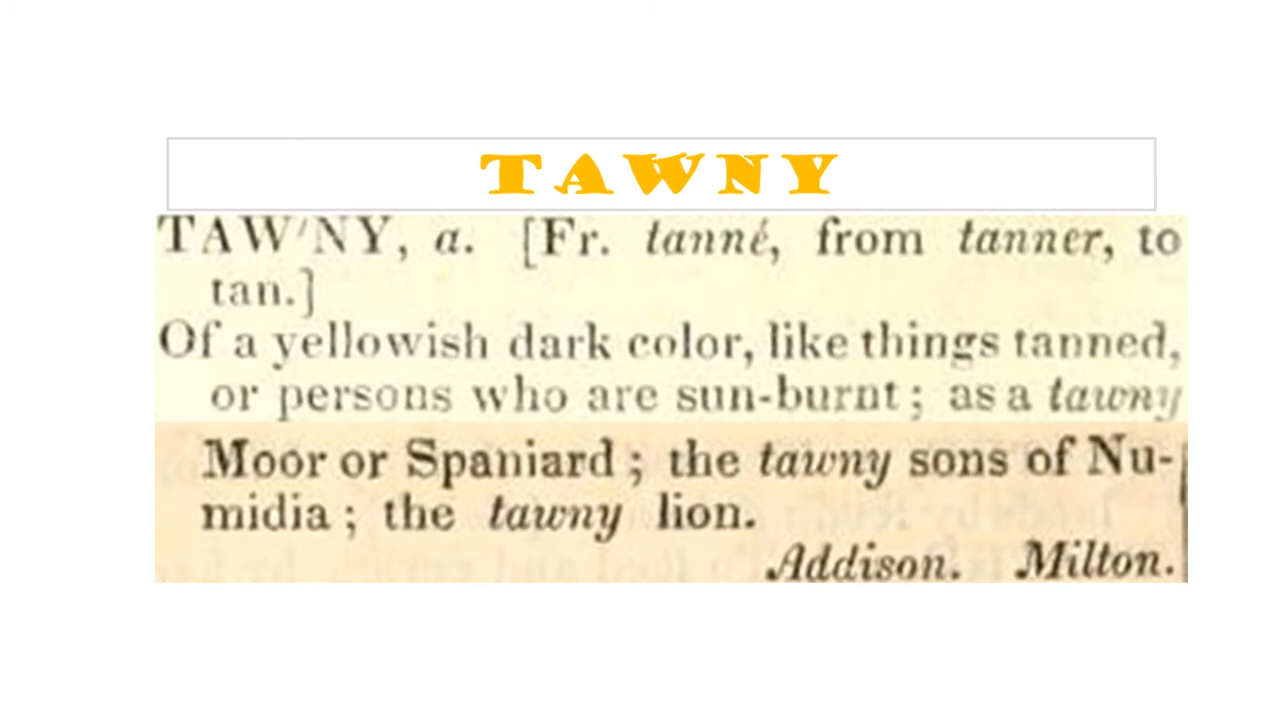 TAWNY
TAW'NY, a. [Fr. tanné, from tanner, to
tan.]
Of a yellowish dark color, like things tanned,
or persons who are sun-burnt; as a tawny
Moor or Spaniard; the tawny sons of Nu-
midia; the tawny lion.
Addison. Milton.